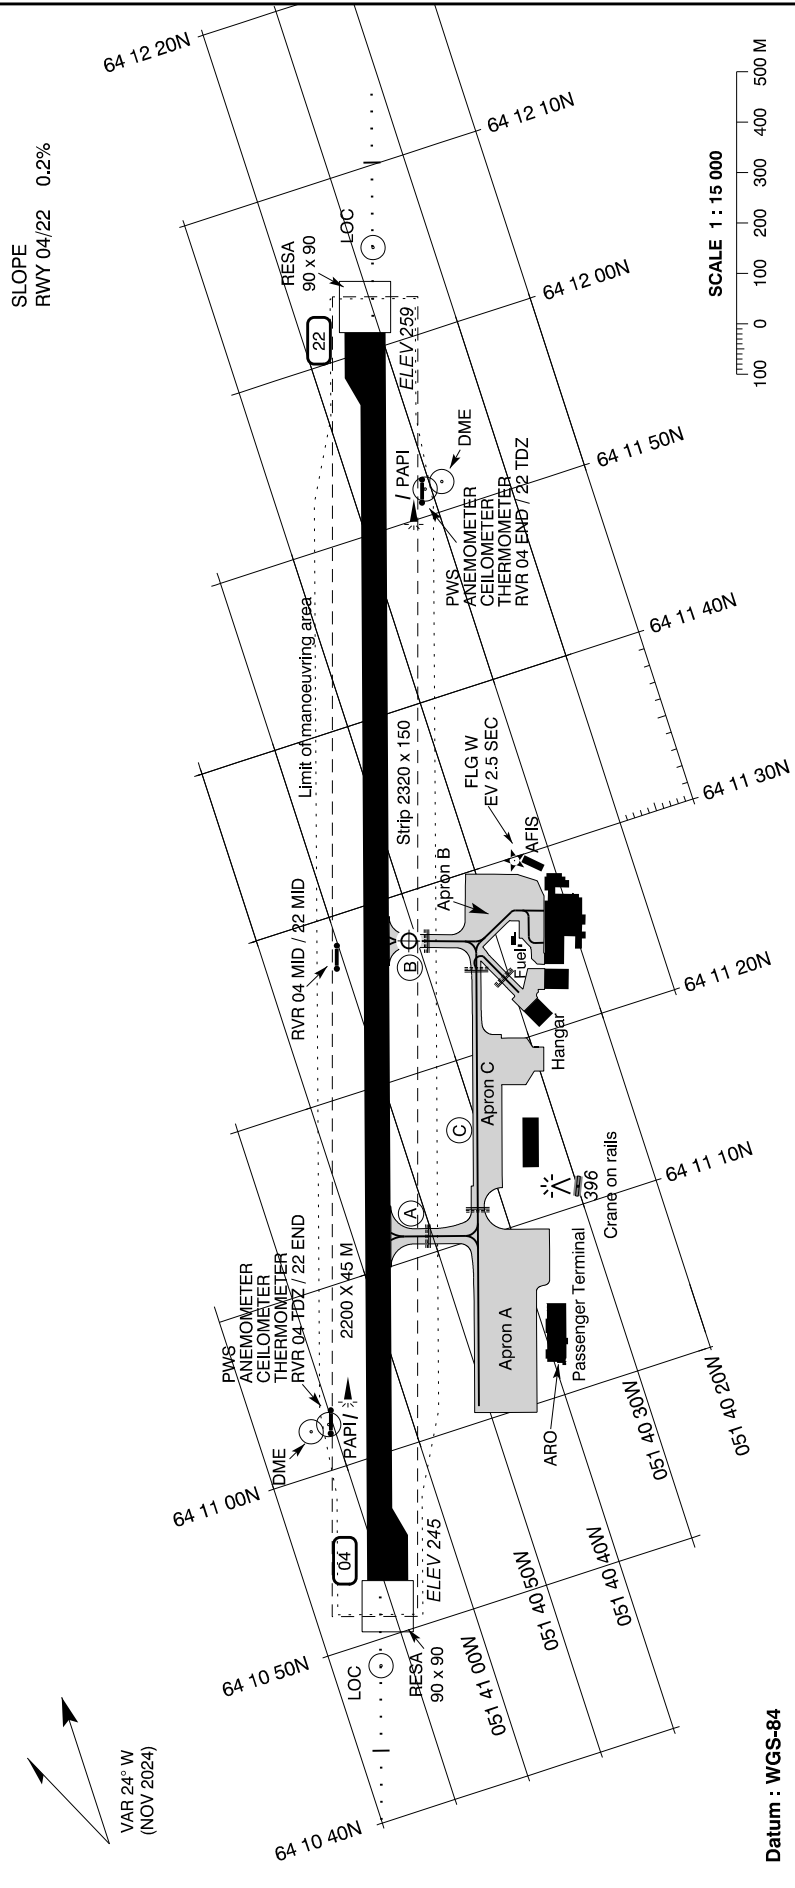 SLOPE
RWY 04/22 0.2%
64 12 20N
64 12 10N
64 12 00N
64 11 50N
64 11 40N
64 11 30N
64 11 20N
64 11 10N
64 11 00N
64 10 50N
64 10 40N
SCALE 1 : 15 000
100 0 100 200 300 400 500 M
LOC
RESA
90 x 90
22
ELEV 259
PAPI
DME
PWS
ANEMOMETER
CEILOMETER
THERMOMETER
RVR 04 END / 22 TDZ
Limit of manoeuvring area
Strip 2320 x 150
FLG W
EV 2.5 SEC
AFIS
Apron B
RVR 04 MID / 22 MID
B
Fuel
Hangar
Apron C
C
A
396
Crane on rails
Passenger Terminal
Apron A
ARO
2200 X 45 M
PWS
ANEMOMETER
CEILOMETER
THERMOMETER
RVR 04 TDZ / 22 END
DME
PAPI
04
ELEV 245
LOC
RESA
90 x 90
051 41 00W
051 40 50W
051 40 40W
051 40 30W
051 40 20W
VAR 24° W
(NOV 2024)
Datum : WGS-84